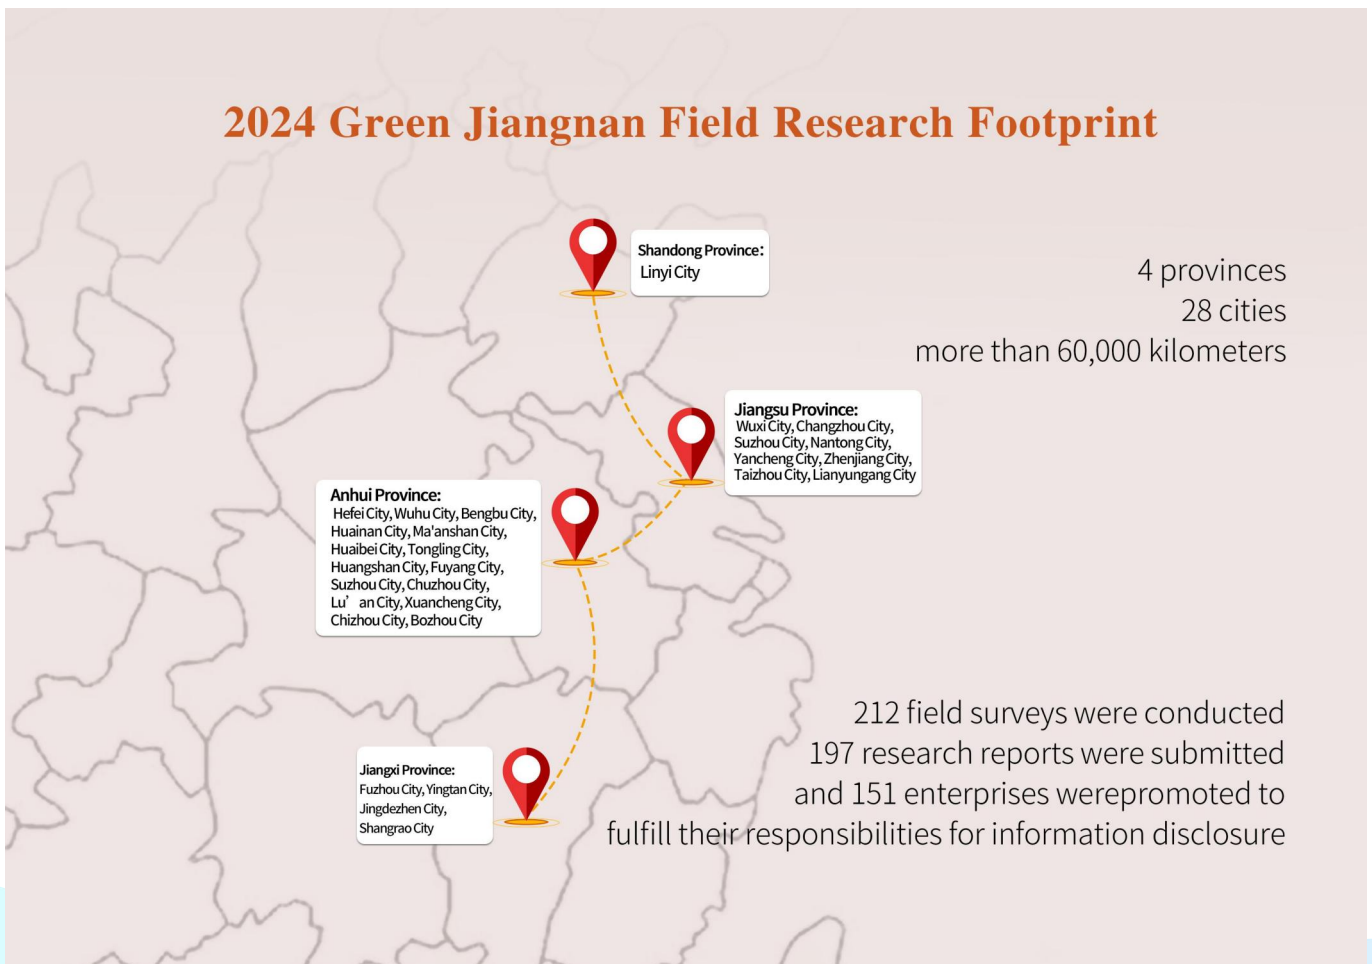 2024 Green Jiangnan Field Research Footprint
Shandong Province:
Linyi City
4 provinces
28 cities
more than 60,000 kilometers
Jiangsu Province:
Wuxi City, Changzhou City,
Suzhou City, Nantong City,
Yancheng City, Zhenjiang City,
Taizhou City, Lianyungang City
Anhui Province:
Hefei City, Wuhu City, Bengbu City,
Huainan City, Ma'anshan City,
Huaibei City, Tongling City,
Huangshan City, Fuyang City,
Suzhou City, Chuzhou City,
Lu’an City, Xuancheng City,
Chizhou City, Bozhou City
212 field surveys were conducted
197 research reports were submitted
and 151 enterprises werepromoted to
fulfill their responsibilities for information disclosure
Jiangxi Province:
Fuzhou City, Yingtan City,
Jingdezhen City,
Shangrao City